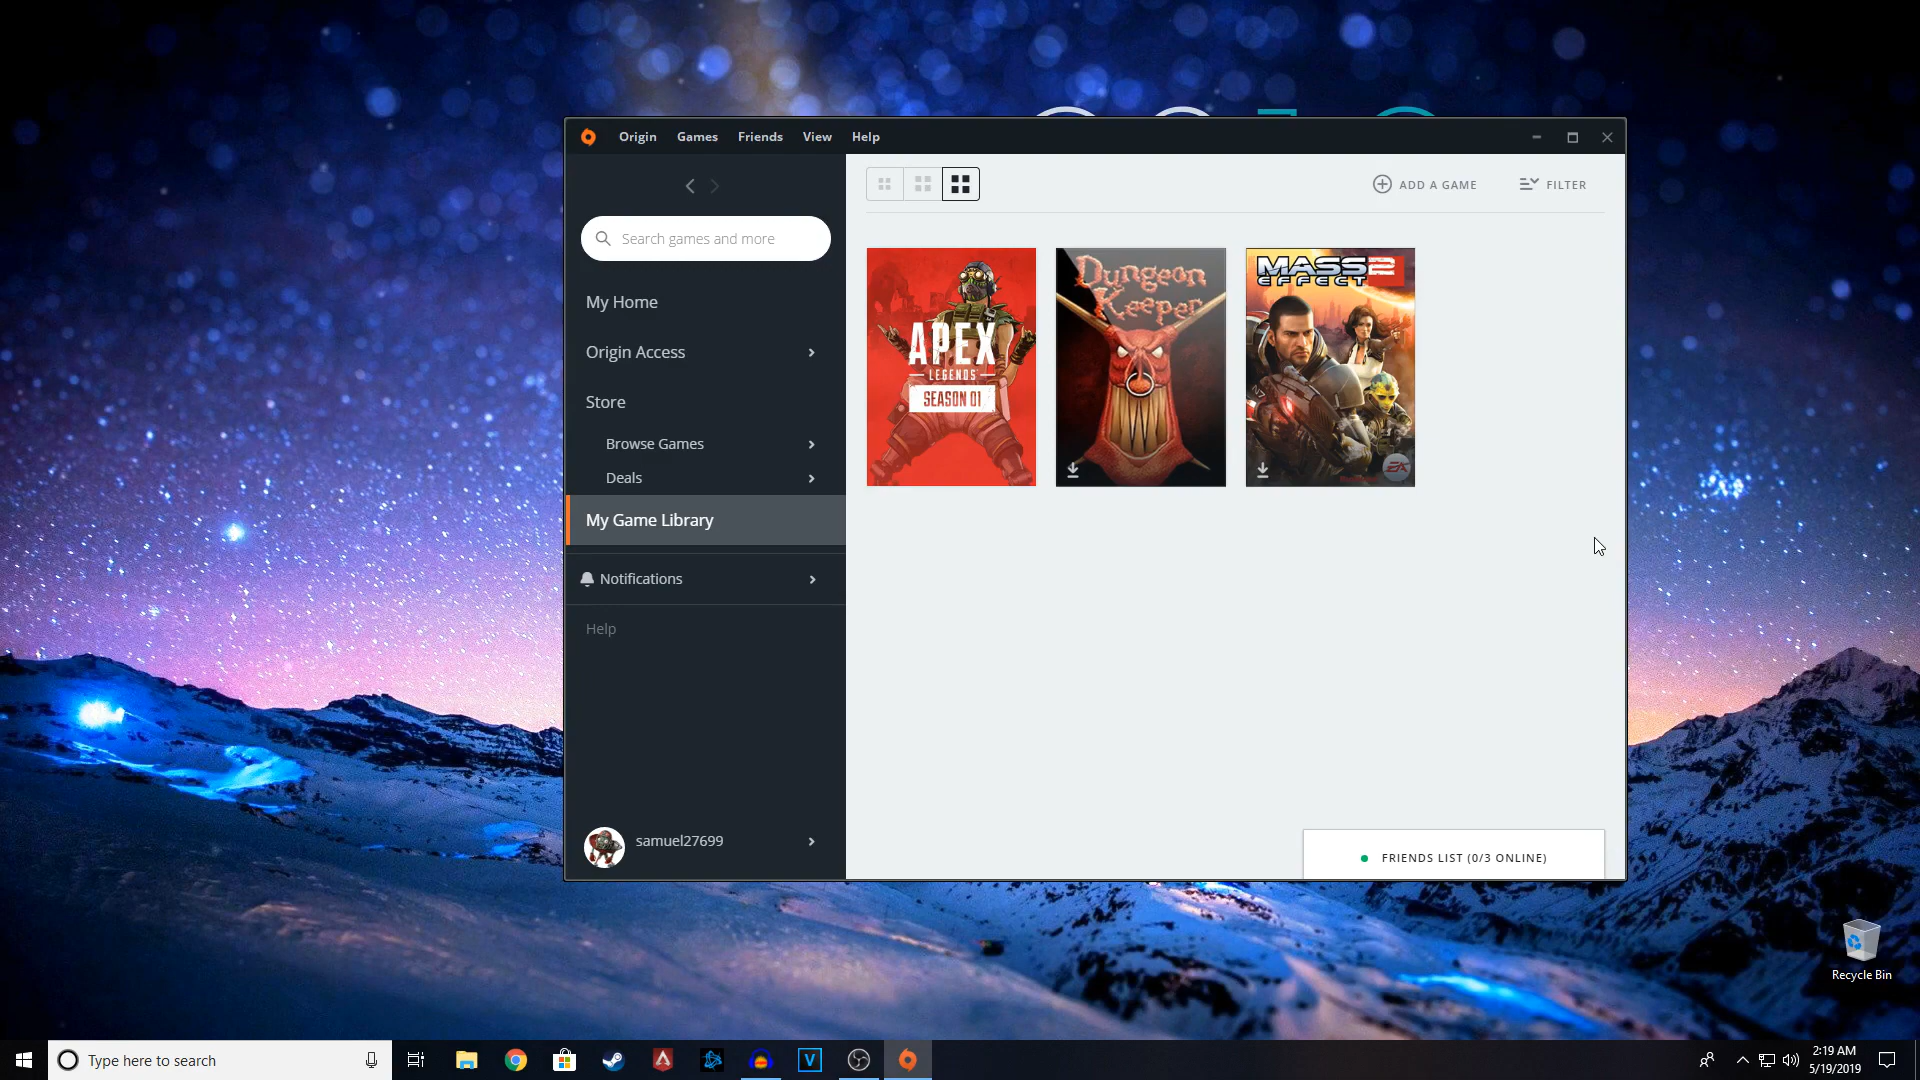 Origin Games Friends View Help
ADD A GAME FILTER
Search games and more
My Home
Origin Access
Store
Browse Games
Deals
My Game Library
Notifications
Help
samuel27699
APEX
LEGENDS
SEASON 01
Dungeon
Keeper
MASS 2
EFFECT
EA
FRIENDS LIST (0/3 ONLINE)
Recycle Bin
Type here to search
V
2:19 AM
5/19/2019